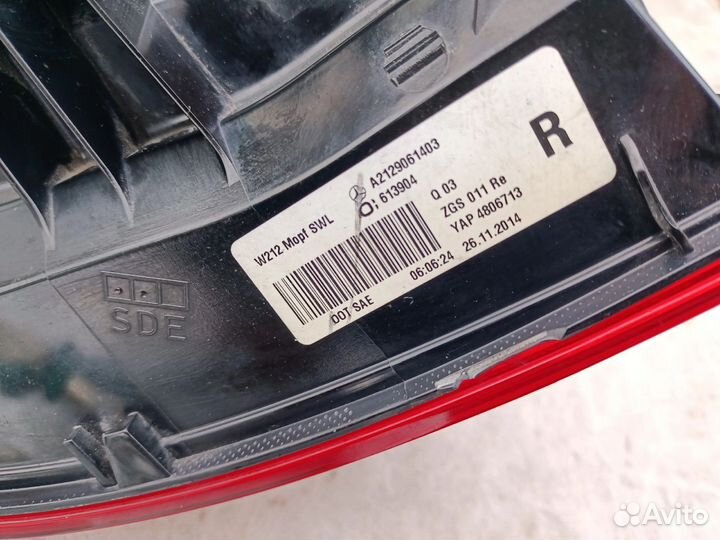 R
A2129061403
613904
Q 03
ZGS 011 Re
YAP 4806713
W212 Mopf SWL
DOT SAE
06:06:24 26.11.2014
SDE
Avito